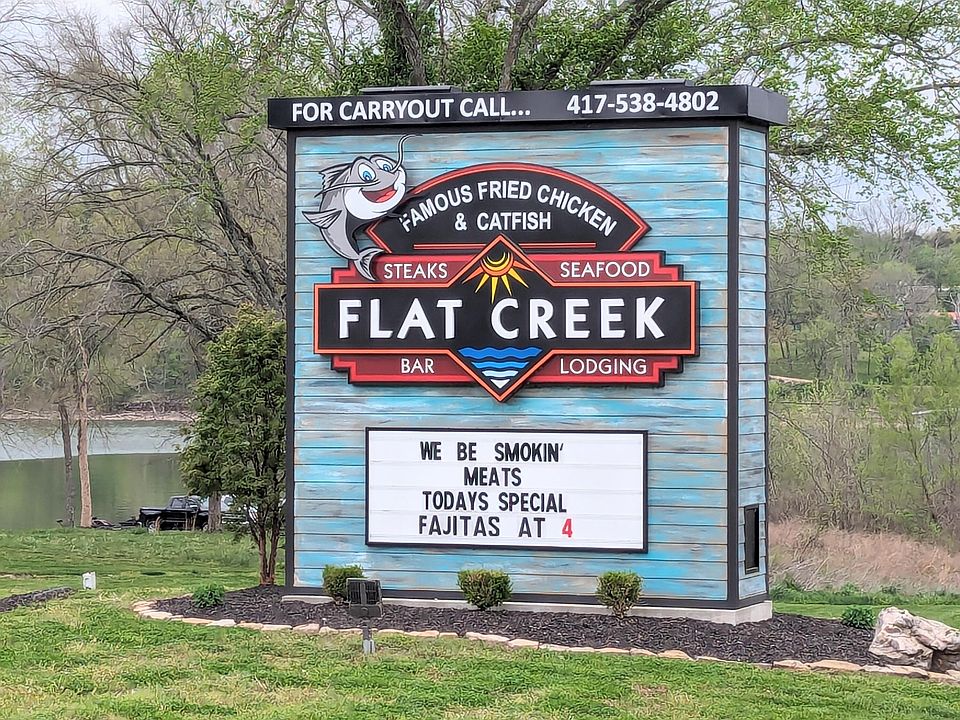 FOR CARRYOUT CALL... 417-538-4802
FAMOUS FRIED CHICKEN
& CATFISH
STEAKS SEAFOOD
FLAT CREEK
BAR LODGING
WE BE SMOKIN'
MEATS
TODAYS SPECIAL
FAJITAS AT 4